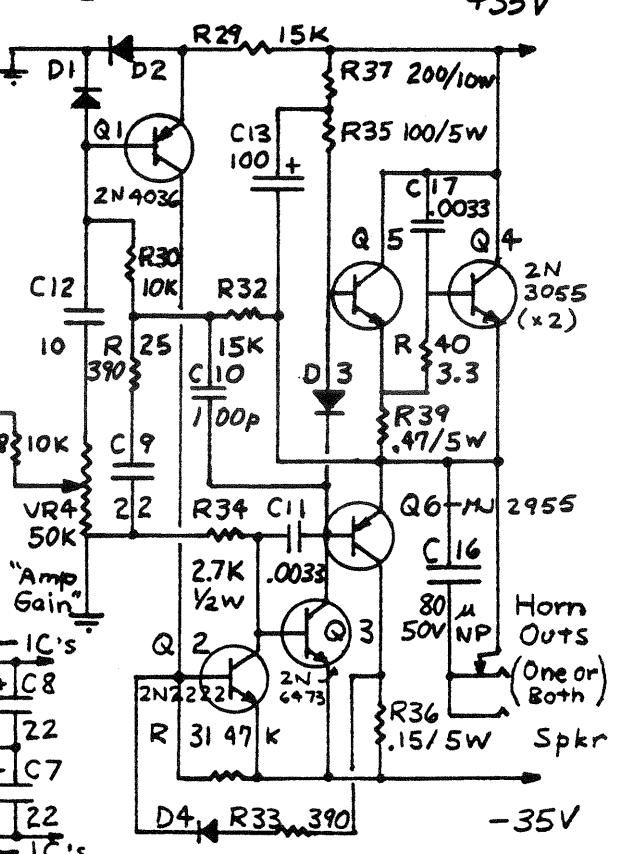 +35V
R29 15K
D1 D2
R37 200/10W
Q1
C13
100 +
R35 100/5W
2N4036
C17
.0033
Q5 Q4
R30
10K
2N
3055
(x2)
C12
R32
10
R25
390
15K
R40
3.3
C10
100p
D3
R39
.47/5W
10K
C9
22
VR4
50K
R34 C11
Q6-MJ 2955
2.7K
1/2W
.0033
C16
"Amp
Gain"
80 µ
50V NP
Horn
Outs
(One or
Both)
IC's
Q2
Q3
+ C8
2N2222
2N
6473
22
R31 47K
R36
.15/5W
Spkr
C7
22
D4 R33 390
-35V
IC's